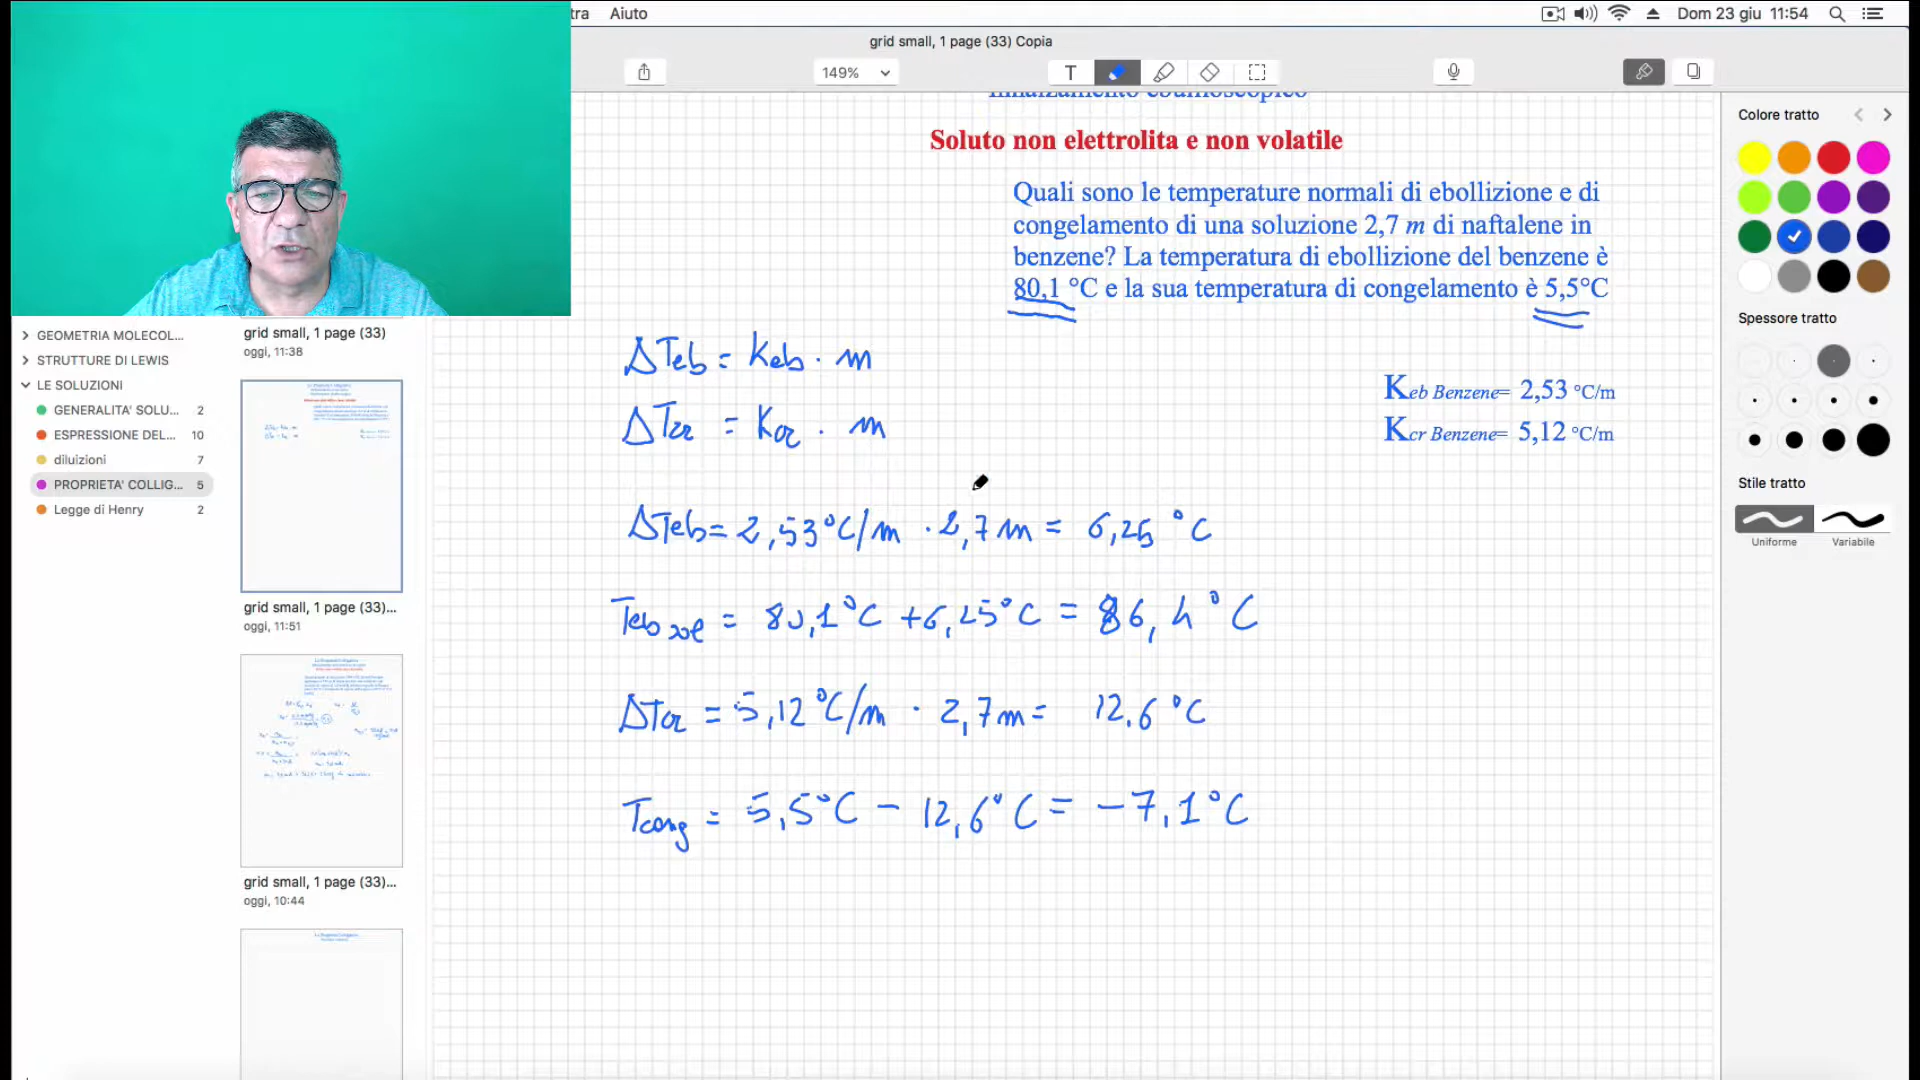 tra Aiuto
Dom 23 giu 11:54
grid small, 1 page (33) Copia
149%
T
Innalzamento ebullioscopico
Soluto non elettrolita e non volatile
Quali sono le temperature normali di ebollizione e di
congelamento di una soluzione 2,7 m di naftalene in
benzene? La temperatura di ebollizione del benzene è
80,1 °C e la sua temperatura di congelamento è 5,5°C
ΔTeb = Keb · m
ΔTcr = Kcr · m
Keb Benzene= 2,53 °C/m
Kcr Benzene= 5,12 °C/m
ΔTeb = 2,53°C/m · 2,7 m = 6,25 °C
Teb sol = 80,1°C + 6,25°C = 86,4 °C
ΔTcr = 5,12°C/m · 2,7 m = 12,6 °C
Tcong = 5,5°C − 12,6°C = −7,1°C
GEOMETRIA MOLECOL...
STRUTTURE DI LEWIS
LE SOLUZIONI
GENERALITA' SOLU... 2
ESPRESSIONE DEL... 10
diluizioni 7
PROPRIETA' COLLIG... 5
Legge di Henry 2
grid small, 1 page (33)
oggi, 11:38
grid small, 1 page (33)...
oggi, 11:51
grid small, 1 page (33)...
oggi, 10:44
Colore tratto
Spessore tratto
Stile tratto
Uniforme Variabile